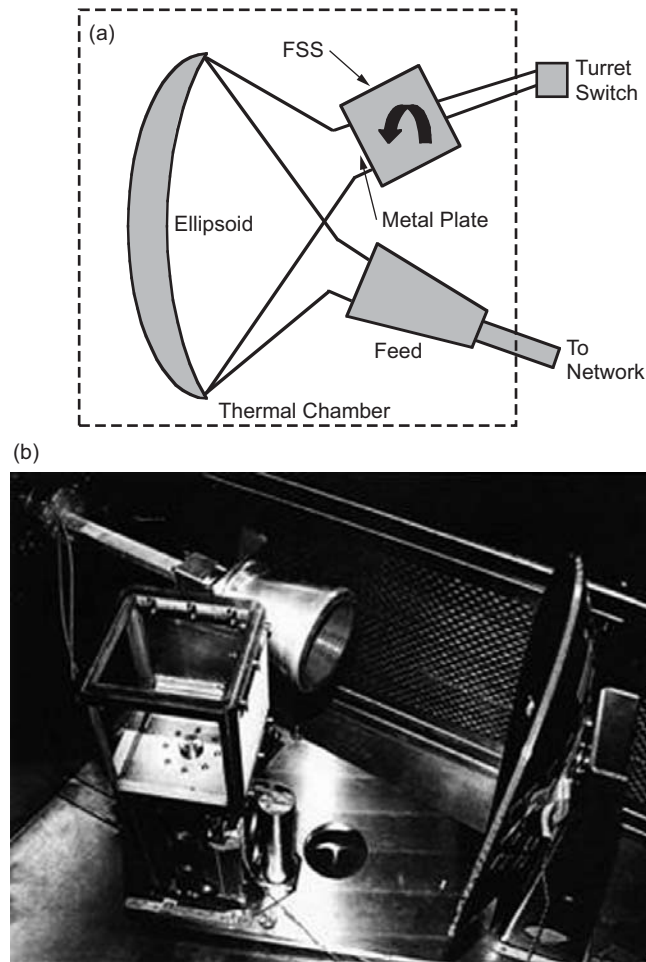 (a)
FSS
Turret
Switch
Ellipsoid
Metal Plate
Feed
To
Network
Thermal Chamber
(b)